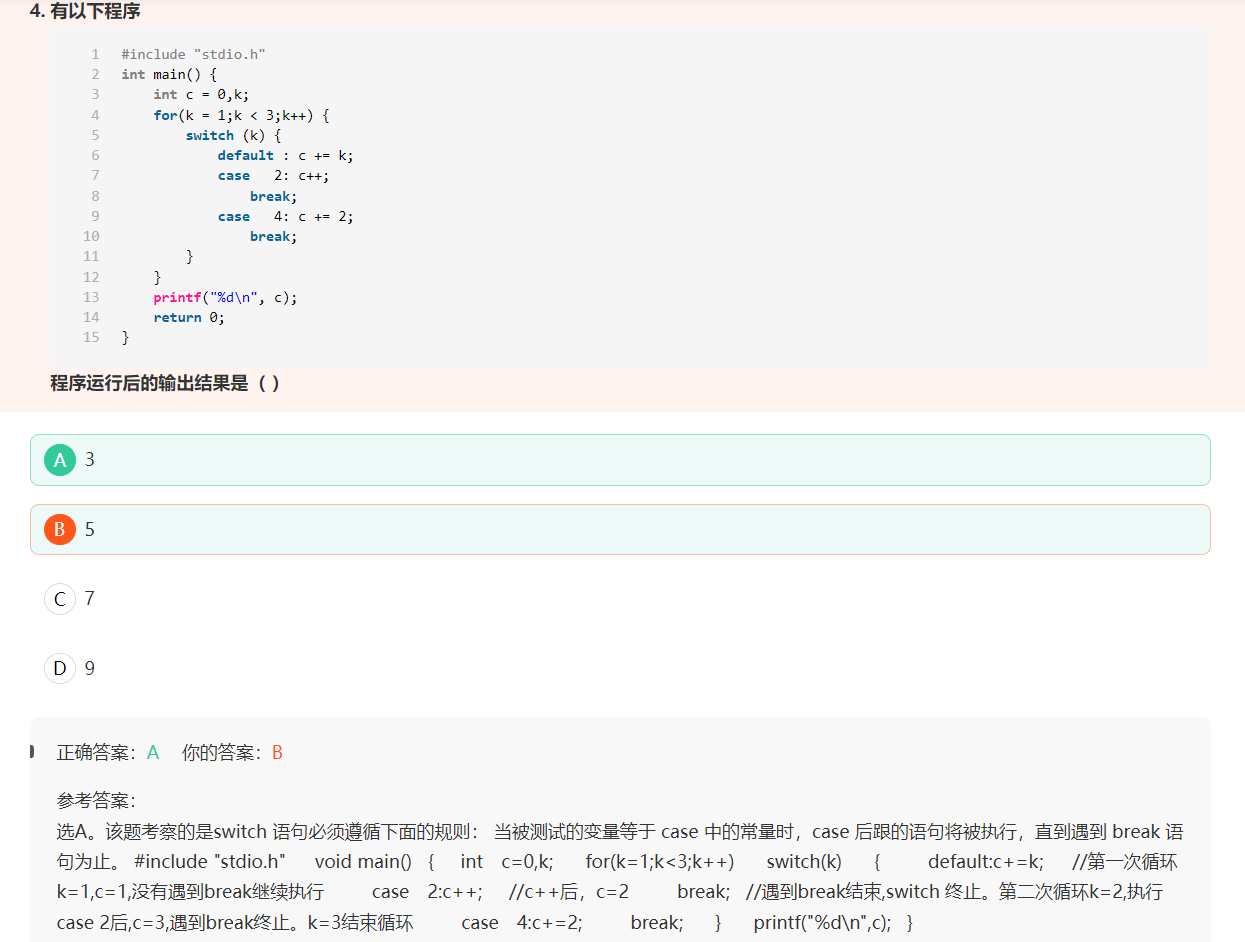 4. 有以下程序
1 #include "stdio.h"
2 int main() {
3 int c = 0,k;
4 for(k = 1;k < 3;k++) {
5 switch (k) {
6 default : c += k;
7 case 2: c++;
8 break;
9 case 4: c += 2;
10 break;
11 }
12 }
13 printf("%d\n", c);
14 return 0;
15 }
程序运行后的输出结果是（ ）
A 3
B 5
C 7
D 9
正确答案：A 你的答案：B
参考答案：
选A。该题考察的是switch 语句必须遵循下面的规则： 当被测试的变量等于 case 中的常量时，case 后跟的语句将被执行，直到遇到 break 语
句为止。 #include "stdio.h" void main() { int c=0,k; for(k=1;k<3;k++) switch(k) { default:c+=k; //第一次循环
k=1,c=1,没有遇到break继续执行 case 2:c++; //c++后，c=2 break; //遇到break结束,switch 终止。第二次循环k=2,执行
case 2后,c=3,遇到break终止。k=3结束循环 case 4:c+=2; break; } printf("%d\n",c); }